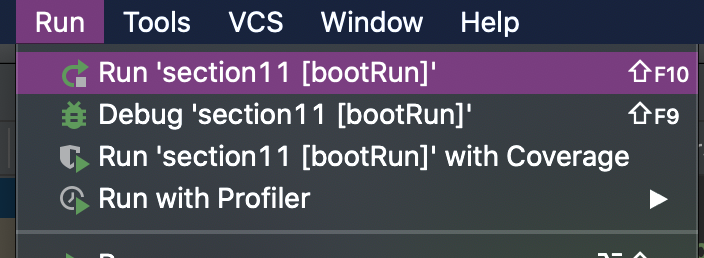 Run Tools VCS Window Help
Run 'section11 [bootRun]' ⇧F10
Debug 'section11 [bootRun]' ⇧F9
Run 'section11 [bootRun]' with Coverage
Run with Profiler